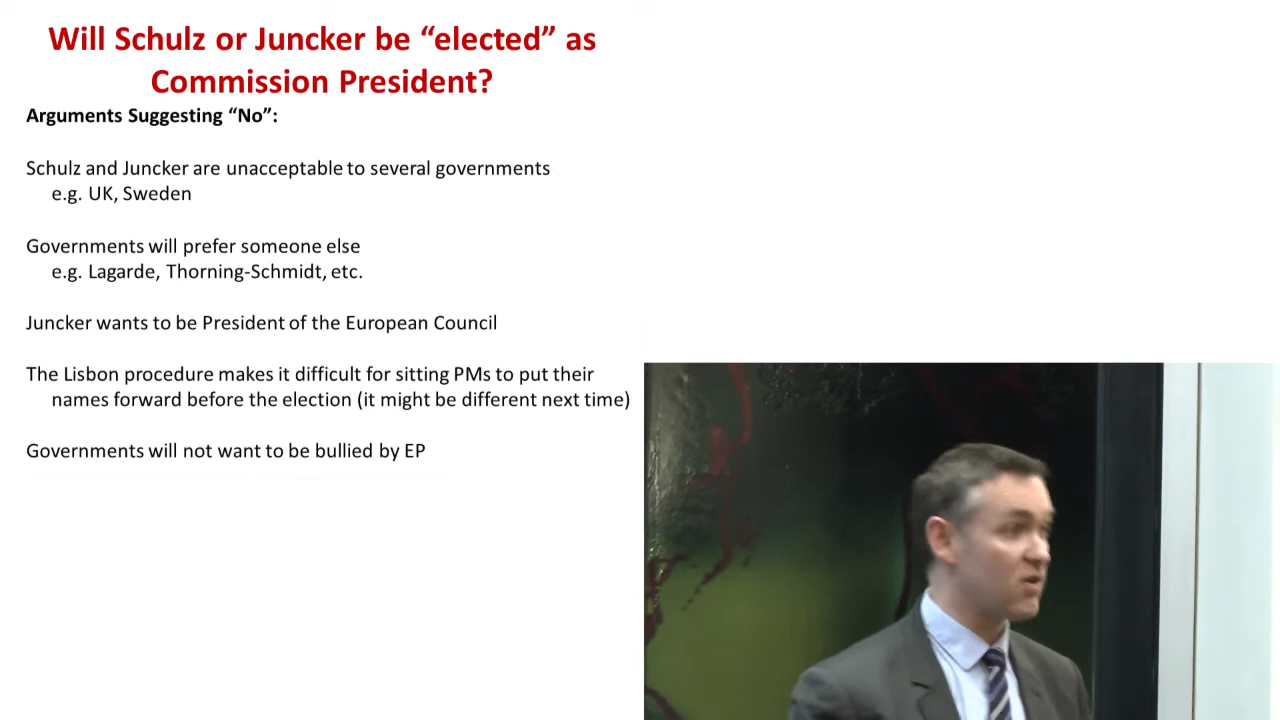 Will Schulz or Juncker be “elected” as
Commission President?
Arguments Suggesting “No”:
Schulz and Juncker are unacceptable to several governments
e.g. UK, Sweden
Governments will prefer someone else
e.g. Lagarde, Thorning-Schmidt, etc.
Juncker wants to be President of the European Council
The Lisbon procedure makes it difficult for sitting PMs to put their
names forward before the election (it might be different next time)
Governments will not want to be bullied by EP